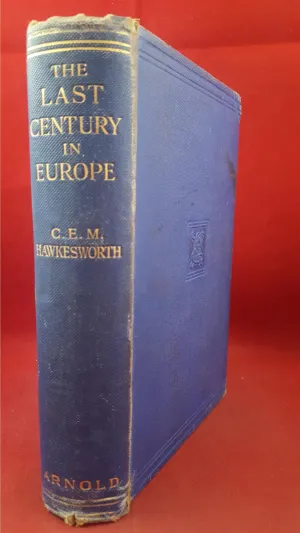 THE
LAST
CENTURY
IN
EUROPE
C.E.M.
HAWKESWORTH
ARNOLD